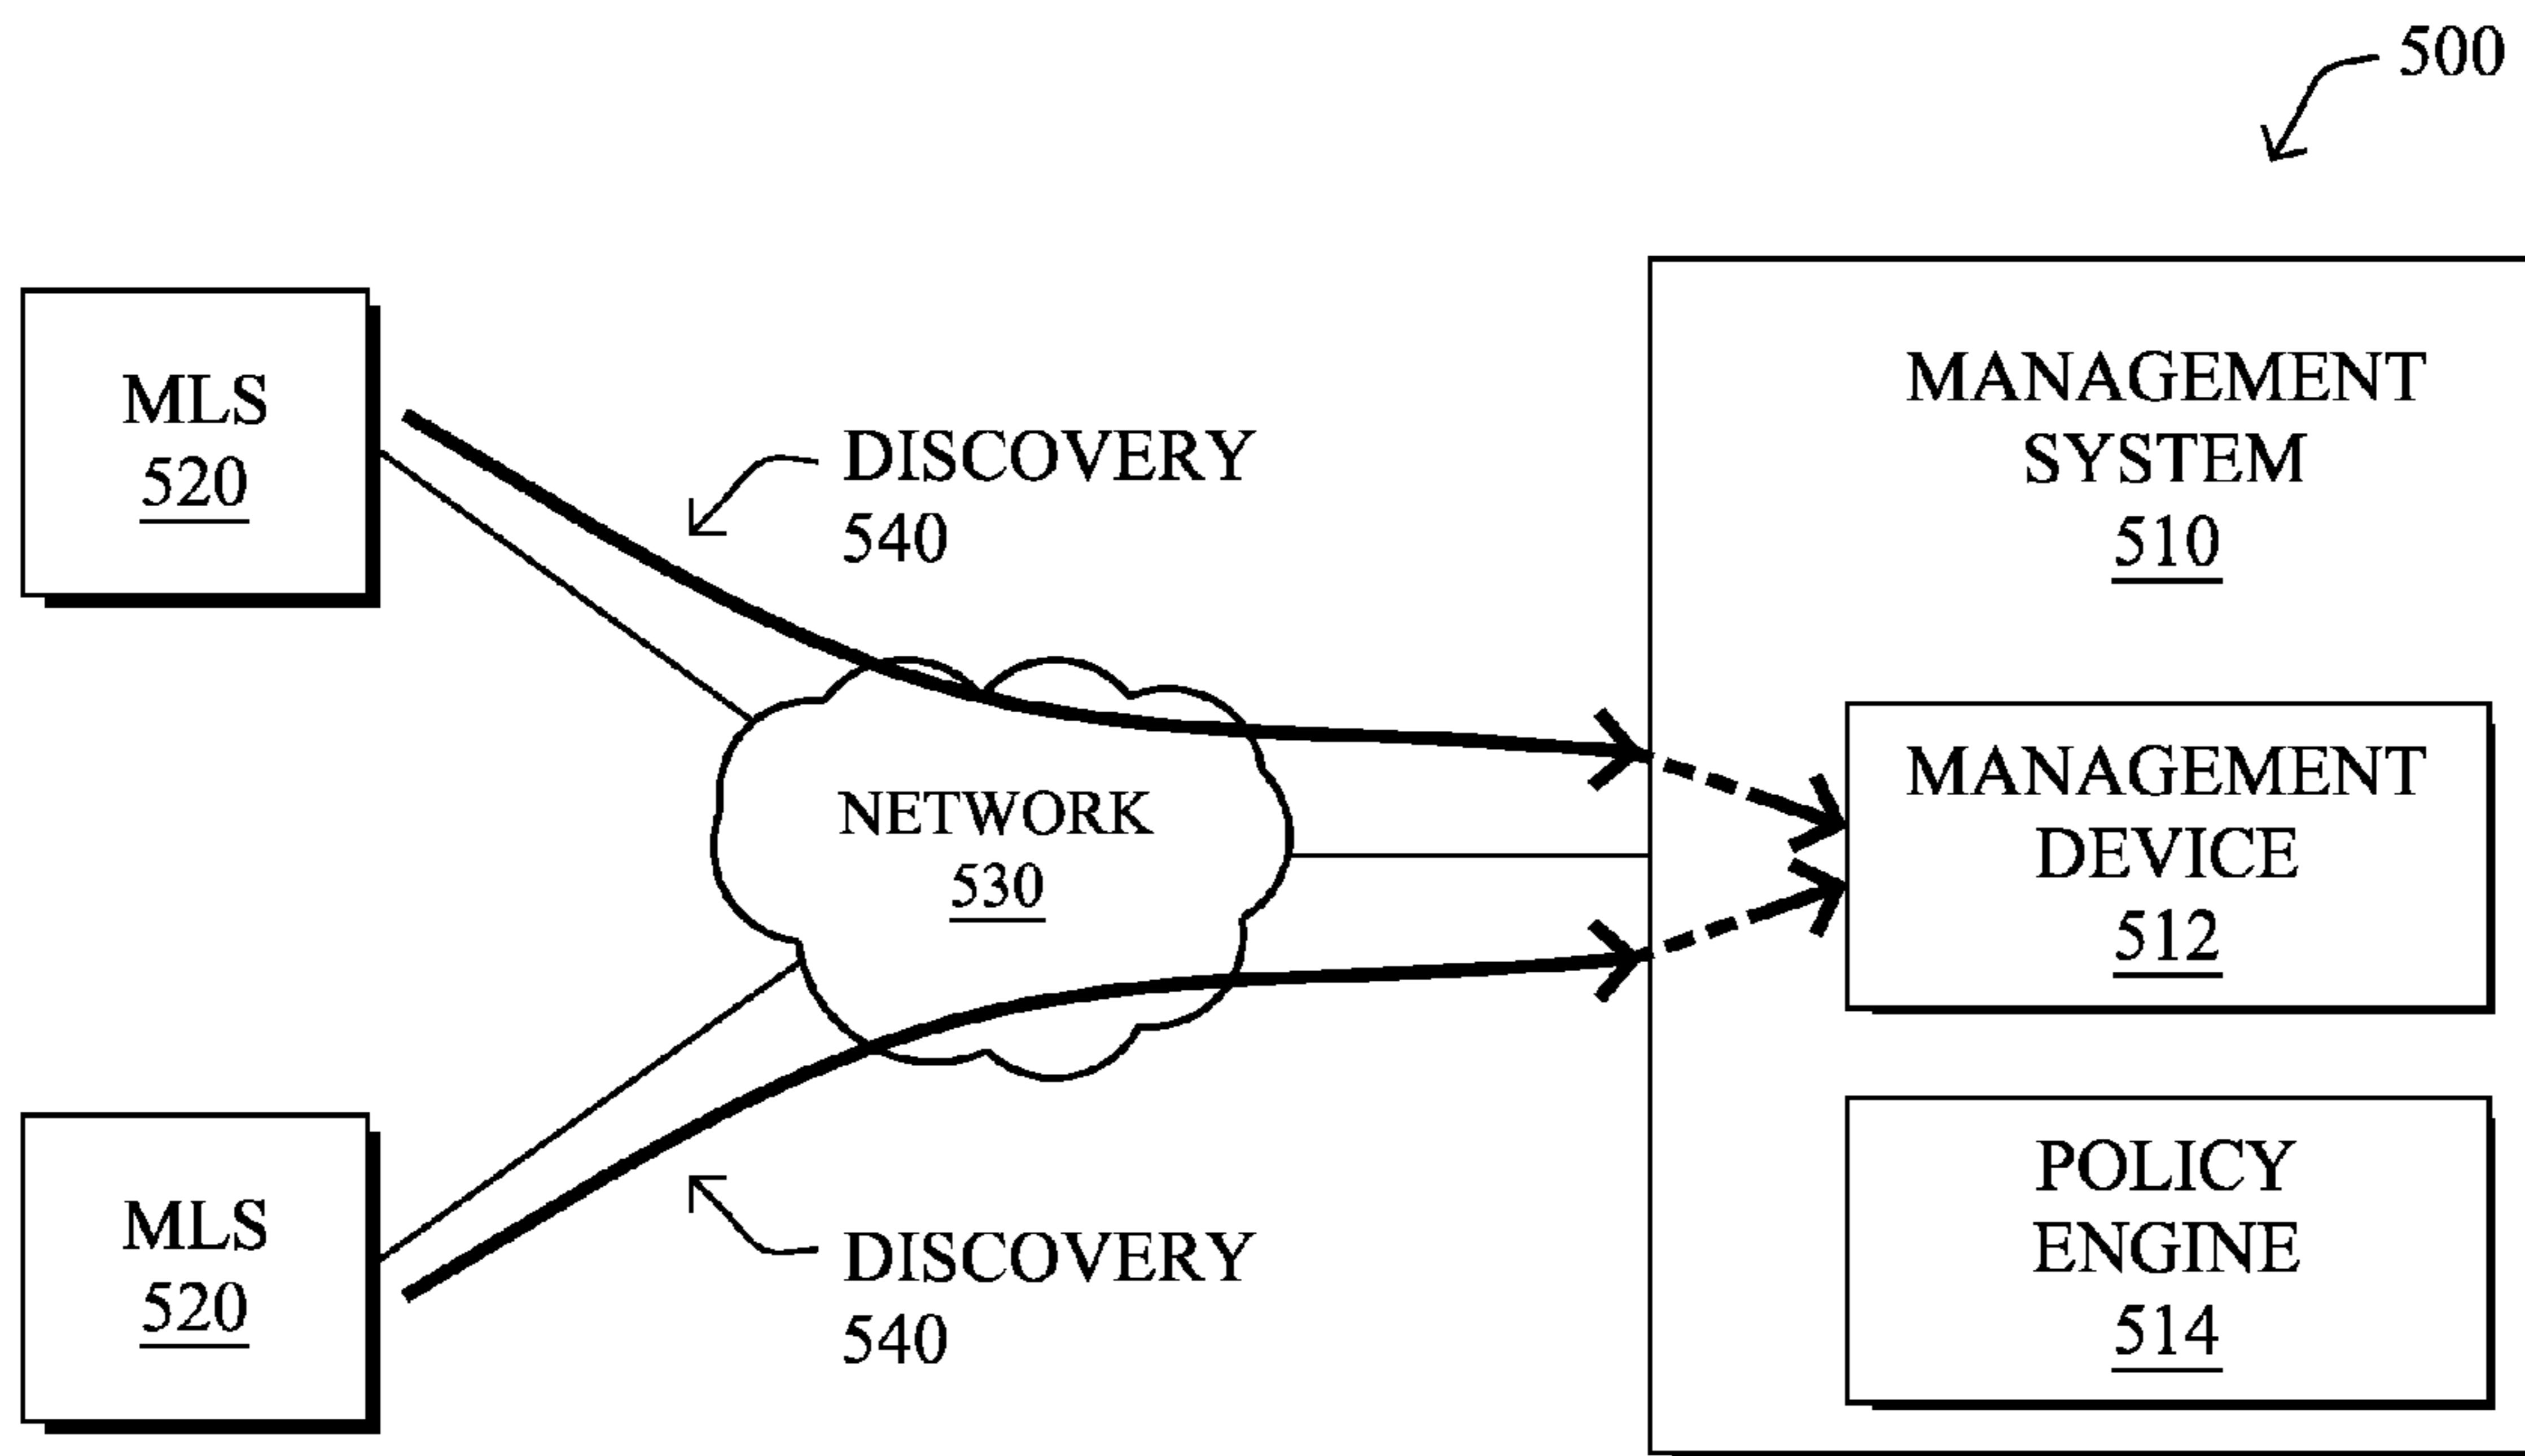 500
MLS
520
DISCOVERY
540
MANAGEMENT
SYSTEM
510
NETWORK
530
MANAGEMENT
DEVICE
512
MLS
520
DISCOVERY
540
POLICY
ENGINE
514